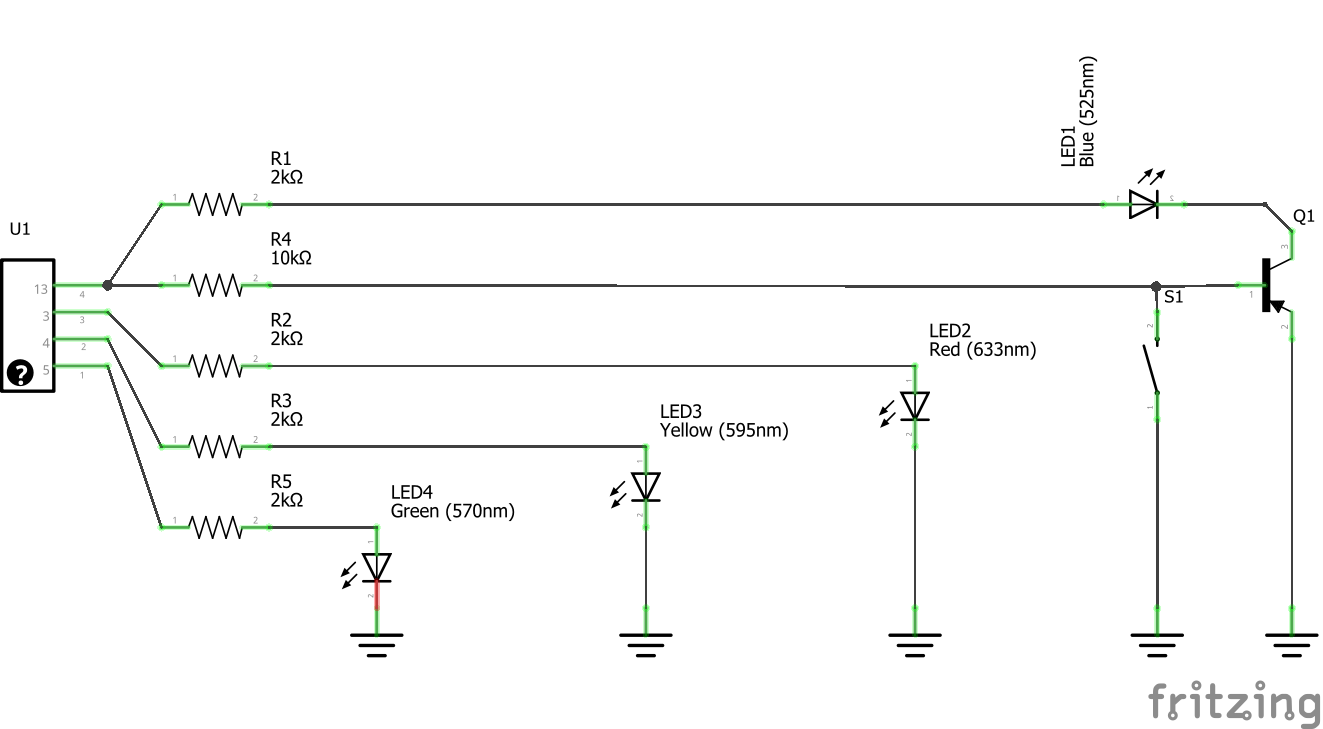 LED1
Blue (525nm)
R1
2kΩ
1
2
1
2
U1
Q1
3
R4
10kΩ
13
4
1
2
S1
1
3
3
R2
2kΩ
2
2
LED2
Red (633nm)
4
2
1
2
1
5
1
R3
2kΩ
LED3
Yellow (595nm)
1
2
2
1
?
1
2
R5
2kΩ
LED4
Green (570nm)
1
2
1
2
fritzing